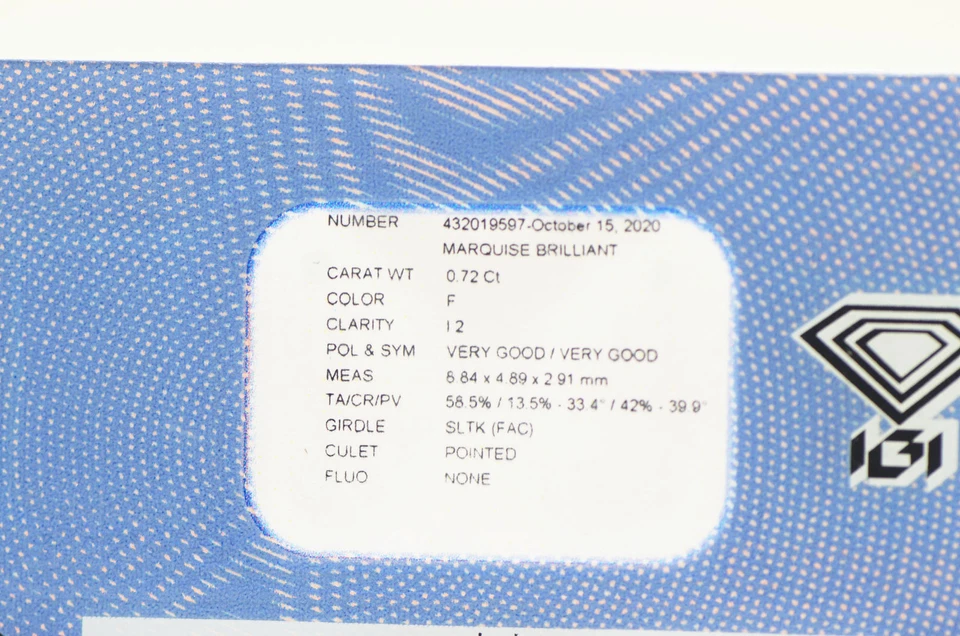 NUMBER 432019597-October 15, 2020
MARQUISE BRILLIANT
CARAT WT 0.72 Ct
COLOR F
CLARITY I 2
POL & SYM VERY GOOD / VERY GOOD
MEAS 8.84 x 4.89 x 2.91 mm
TA/CR/PV 58.5% / 13.5% - 33.4° / 42% - 39.9°
GIRDLE SLTK (FAC)
CULET POINTED
FLUO NONE
IGI